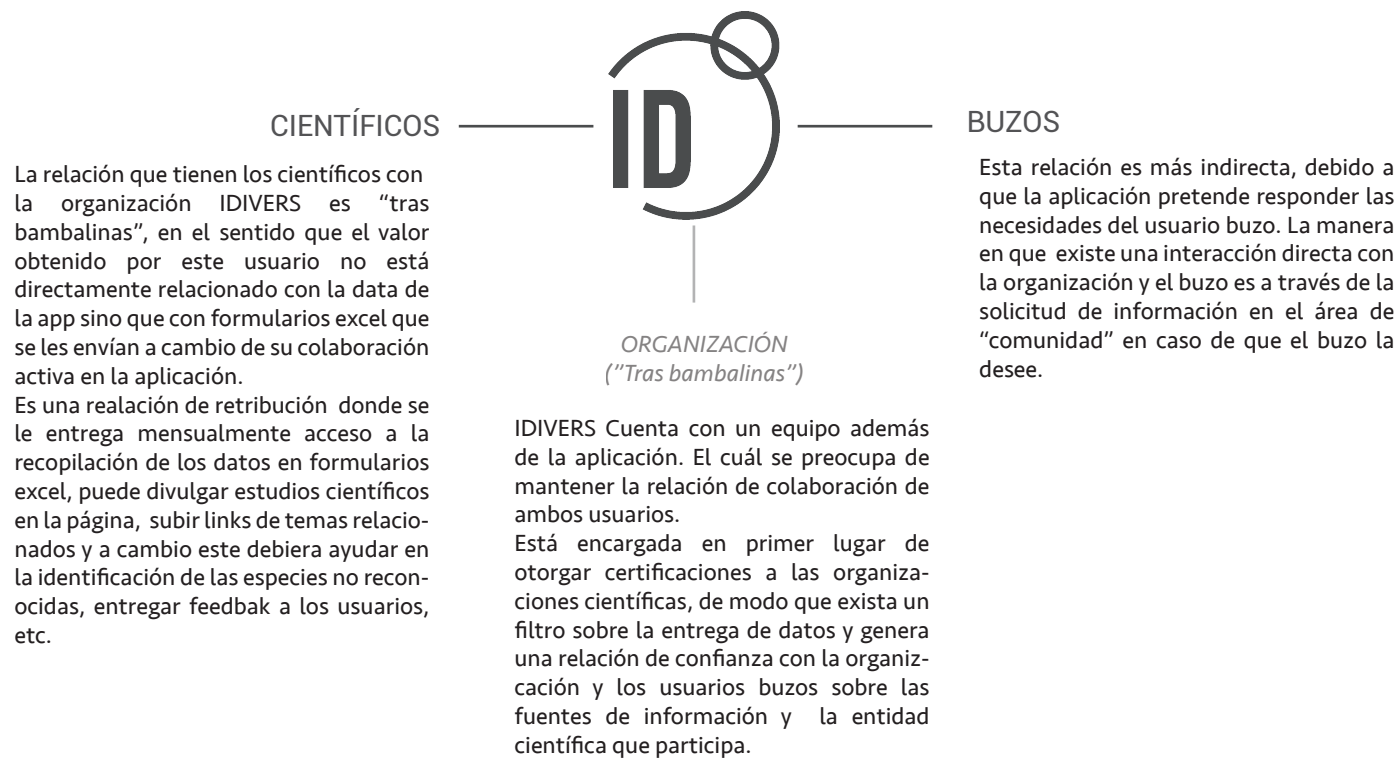 ID
CIENTÍFICOS
La relación que tienen los científicos con
la organización IDIVERS es “tras
bambalinas”, en el sentido que el valor
obtenido por este usuario no está
directamente relacionado con la data de
la app sino que con formularios excel que
se les envían a cambio de su colaboración
activa en la aplicación.
Es una realación de retribución donde se
le entrega mensualmente acceso a la
recopilación de los datos en formularios
excel, puede divulgar estudios científicos
en la página, subir links de temas relacio-
nados y a cambio este debiera ayudar en
la identificación de las especies no recon-
ocidas, entregar feedbak a los usuarios,
etc.
ORGANIZACIÓN
(”Tras bambalinas”)
IDIVERS Cuenta con un equipo además
de la aplicación. El cuál se preocupa de
mantener la relación de colaboración de
ambos usuarios.
Está encargada en primer lugar de
otorgar certificaciones a las organiza-
ciones científicas, de modo que exista un
filtro sobre la entrega de datos y genera
una relación de confianza con la organiz-
cación y los usuarios buzos sobre las
fuentes de información y la entidad
científica que participa.
BUZOS
Esta relación es más indirecta, debido a
que la aplicación pretende responder las
necesidades del usuario buzo. La manera
en que existe una interacción directa con
la organización y el buzo es a través de la
solicitud de información en el área de
“comunidad” en caso de que el buzo la
desee.